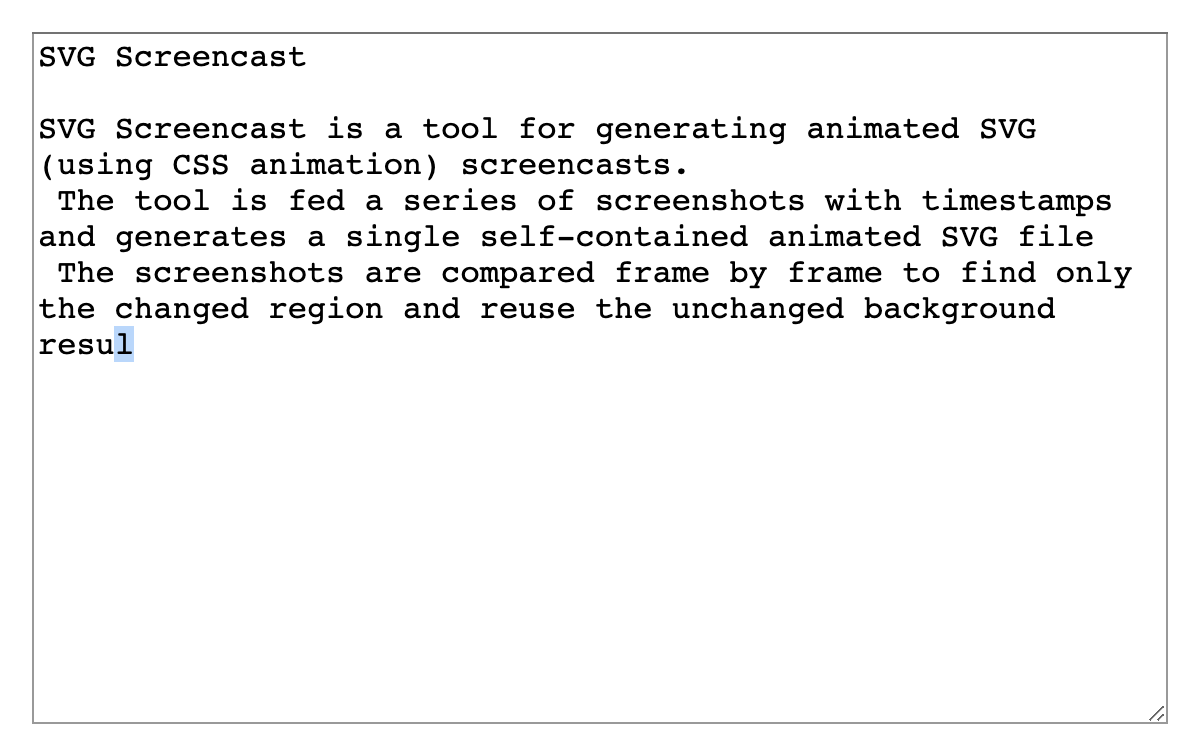 SVG Screencast

SVG Screencast is a tool for generating animated SVG
(using CSS animation) screencasts.
 The tool is fed a series of screenshots with timestamps
and generates a single self-contained animated SVG file
 The screenshots are compared frame by frame to find only
the changed region and reuse the unchanged background
resul